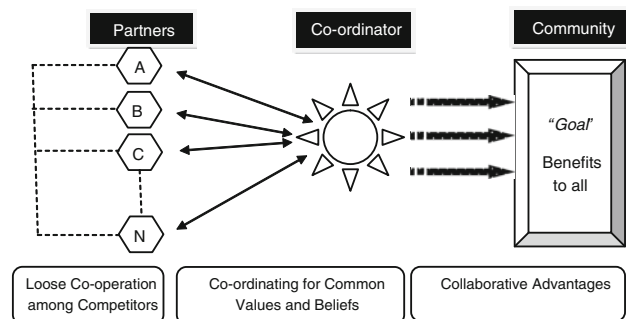 Partners
Co-ordinator
Community
A
B
C
N
“Goal”
Benefits
to all
Loose Co-operation
among Competitors
Co-ordinating for Common
Values and Beliefs
Collaborative Advantages